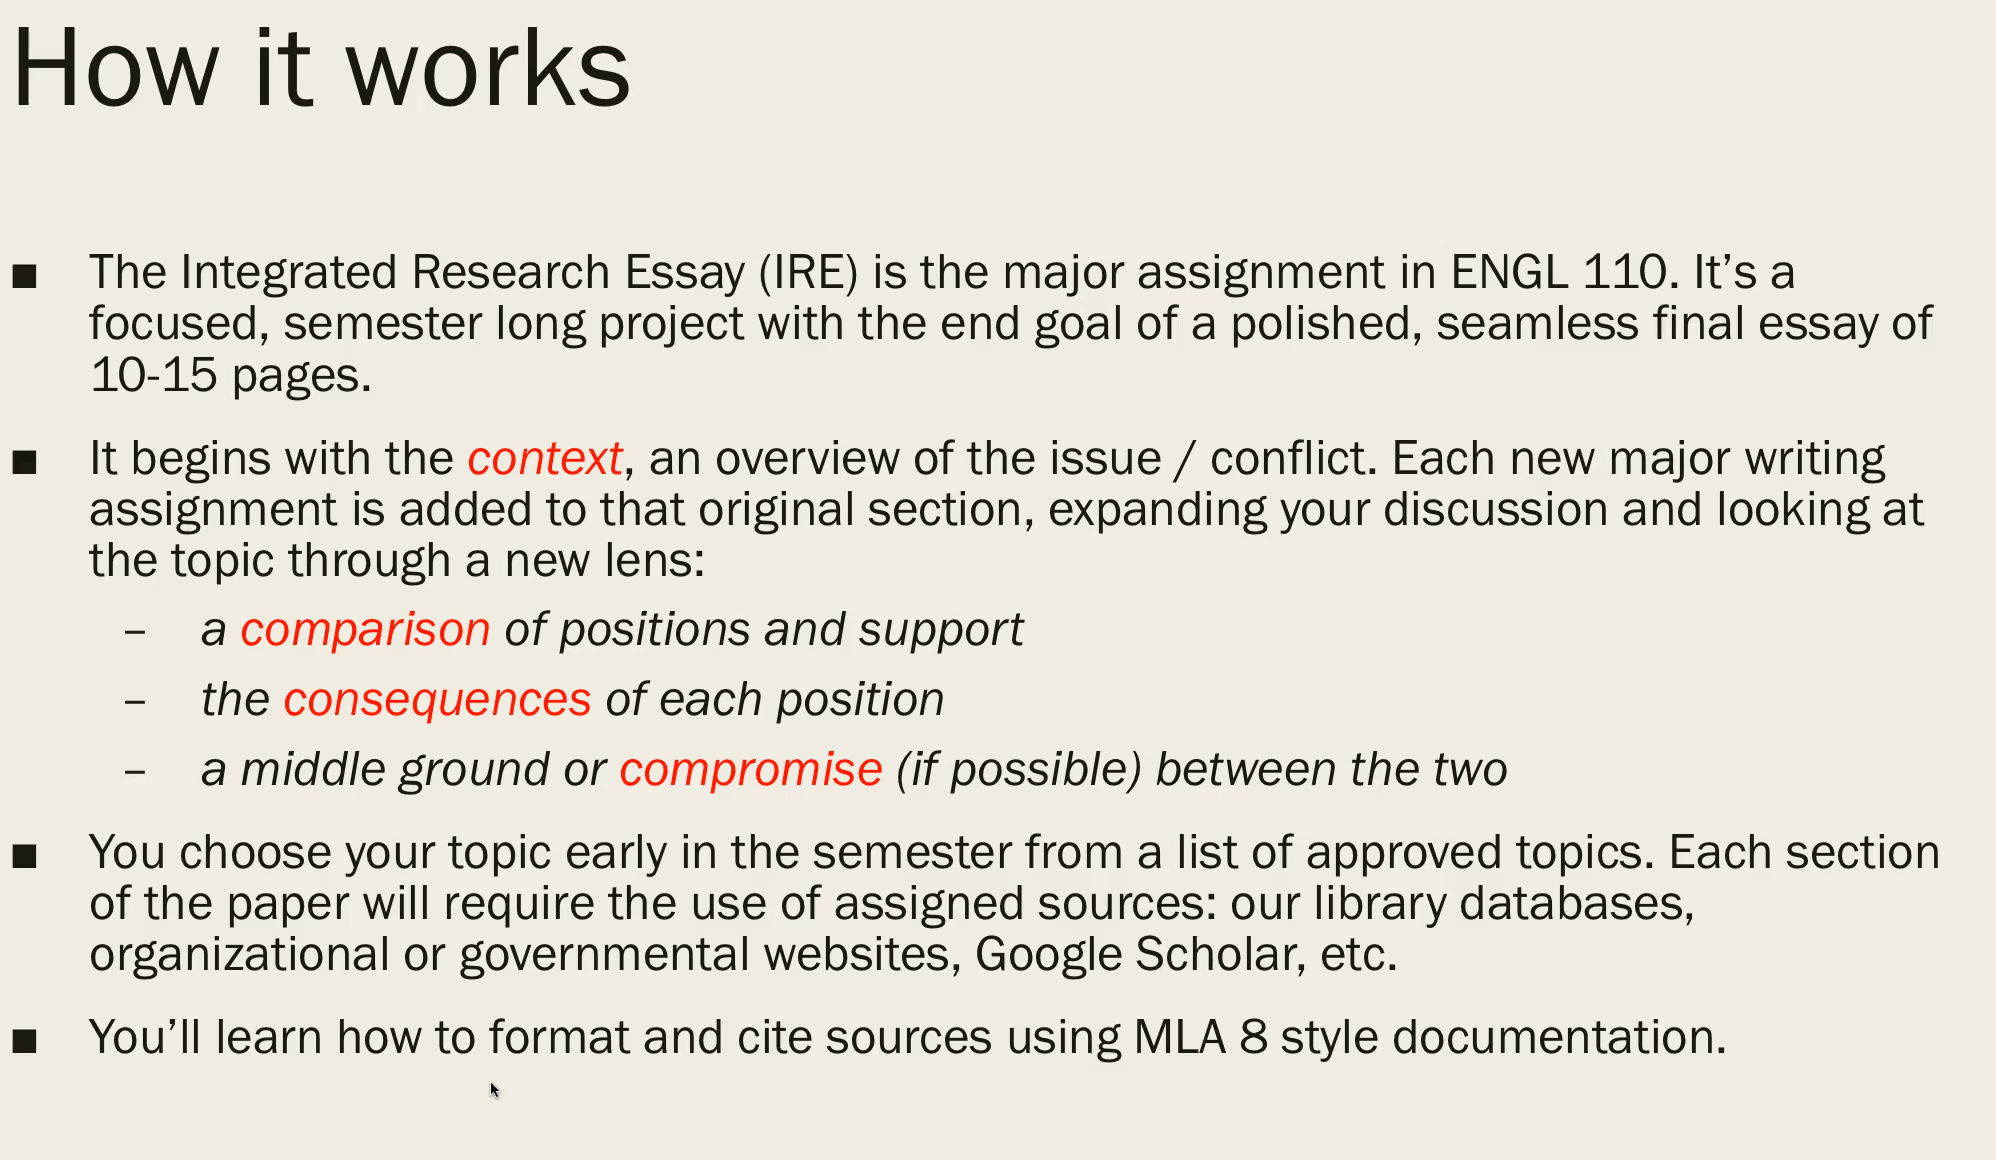 How it works
■ The Integrated Research Essay (IRE) is the major assignment in ENGL 110. It’s a
focused, semester long project with the end goal of a polished, seamless final essay of
10-15 pages.
■ It begins with the context, an overview of the issue / conflict. Each new major writing
assignment is added to that original section, expanding your discussion and looking at
the topic through a new lens:
– a comparison of positions and support
– the consequences of each position
– a middle ground or compromise (if possible) between the two
■ You choose your topic early in the semester from a list of approved topics. Each section
of the paper will require the use of assigned sources: our library databases,
organizational or governmental websites, Google Scholar, etc.
■ You’ll learn how to format and cite sources using MLA 8 style documentation.